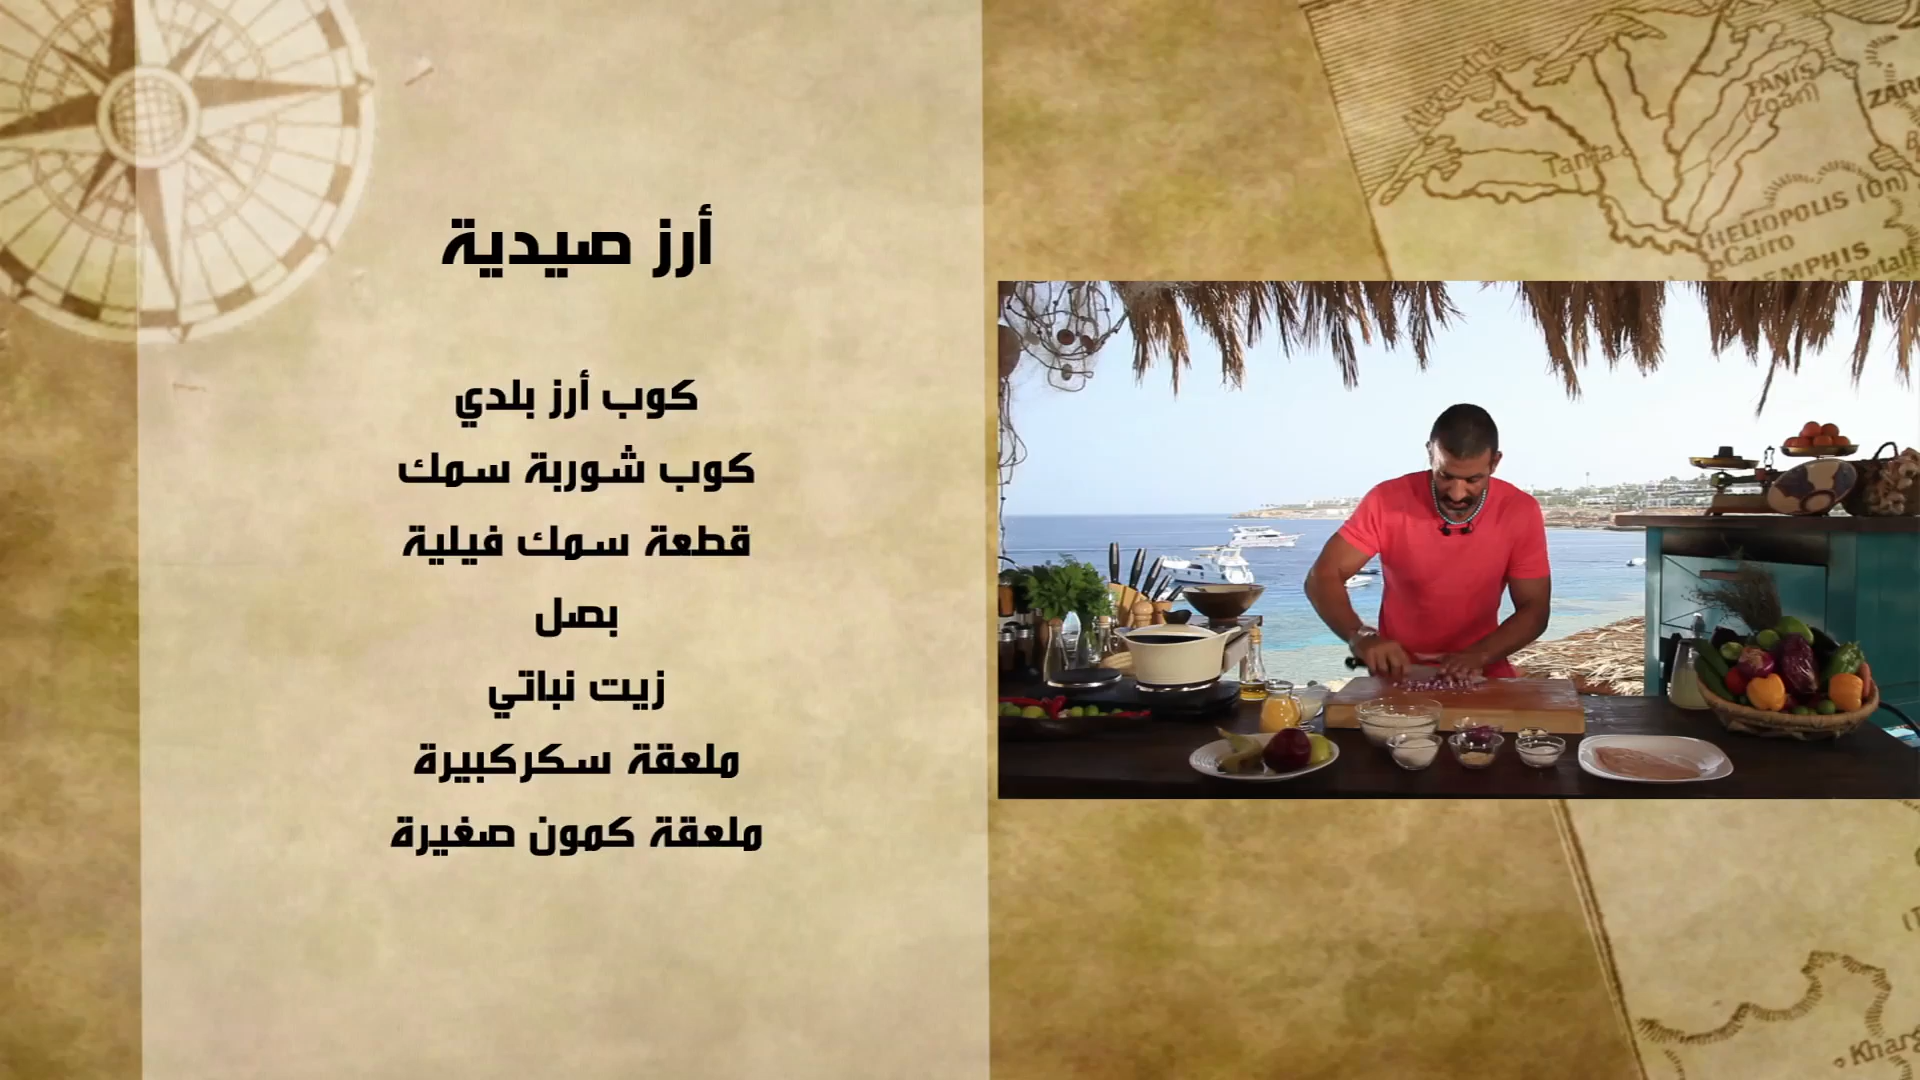 أرز صيدية
كوب أرز بلدي
كوب شوربة سمك
قطعة سمك فيلية
بصل
زيت نباتي
ملعقة سكركبيرة
ملعقة كمون صغيرة
Alexandria
TANIS
(Zoan)
Tanta
HELIOPOLIS (On)
Cairo
MEMPHIS
Capital